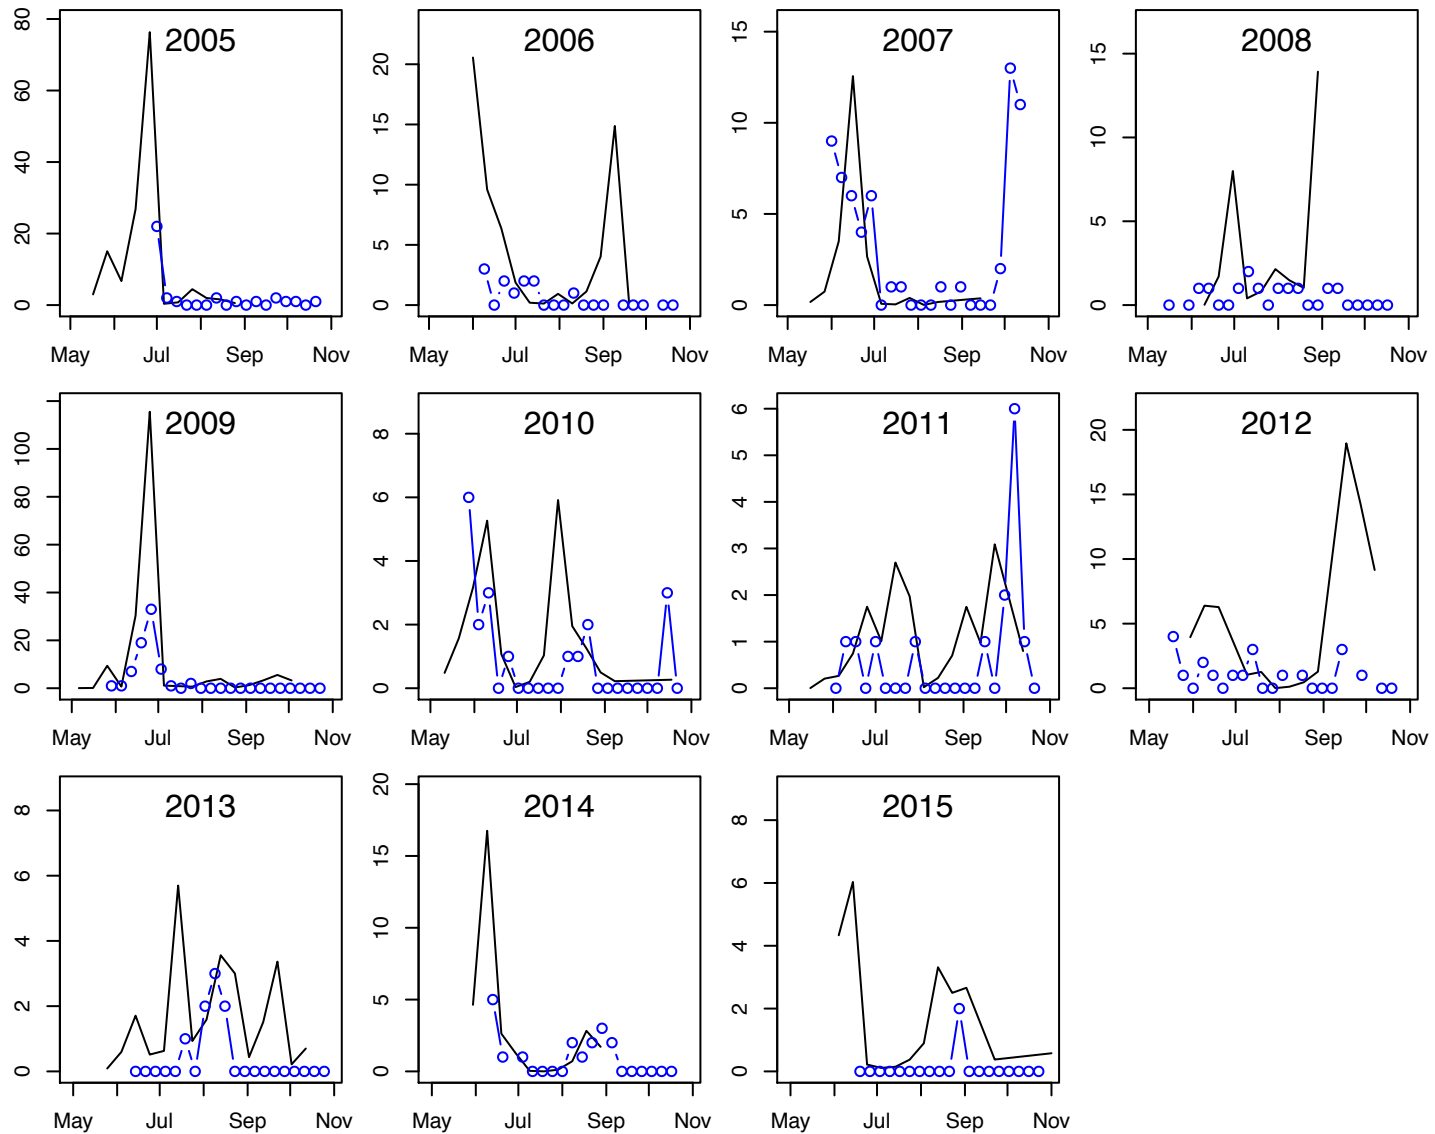 2005
0 20 40 60 80
May Jul Sep Nov
2006
0 5 10 15 20
May Jul Sep Nov
2007
0 5 10 15
May Jul Sep Nov
2008
0 5 10 15
May Jul Sep Nov
2009
0 20 40 60 80 100
May Jul Sep Nov
2010
0 2 4 6 8
May Jul Sep Nov
2011
0 1 2 3 4 5 6
May Jul Sep Nov
2012
0 5 10 15 20
May Jul Sep Nov
2013
0 2 4 6 8
May Jul Sep Nov
2014
0 5 10 15 20
May Jul Sep Nov
2015
0 2 4 6 8
May Jul Sep Nov